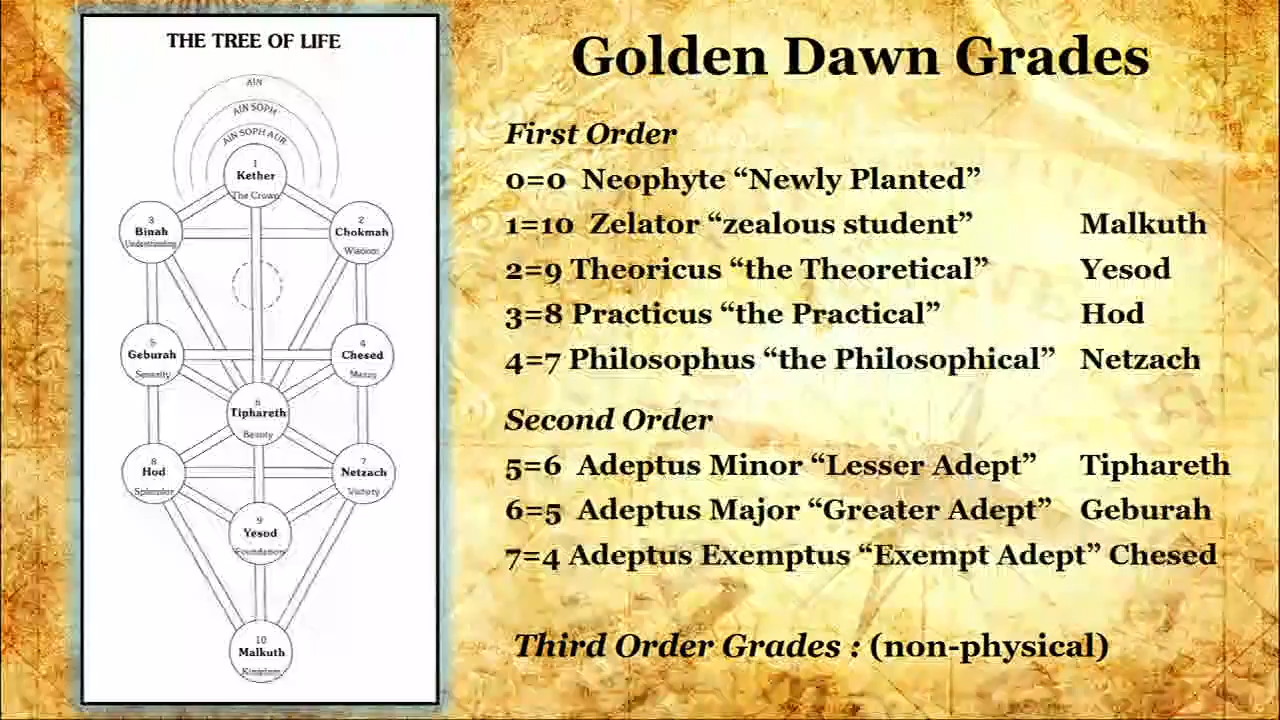 THE TREE OF LIFE
AIN
AIN SOPH
AIN SOPH AUR
1
Kether
The Crown
3
Binah
Understanding
2
Chokmah
Wisdom
5
Geburah
Severity
4
Chesed
Mercy
6
Tiphareth
Beauty
8
Hod
Splendor
7
Netzach
Victory
9
Yesod
Foundation
10
Malkuth
Kingdom
Golden Dawn Grades
First Order
0=0 Neophyte “Newly Planted”
1=10 Zelator “zealous student” Malkuth
2=9 Theoricus “the Theoretical” Yesod
3=8 Practicus “the Practical” Hod
4=7 Philosophus “the Philosophical” Netzach
Second Order
5=6 Adeptus Minor “Lesser Adept” Tiphareth
6=5 Adeptus Major “Greater Adept” Geburah
7=4 Adeptus Exemptus “Exempt Adept” Chesed
Third Order Grades : (non-physical)